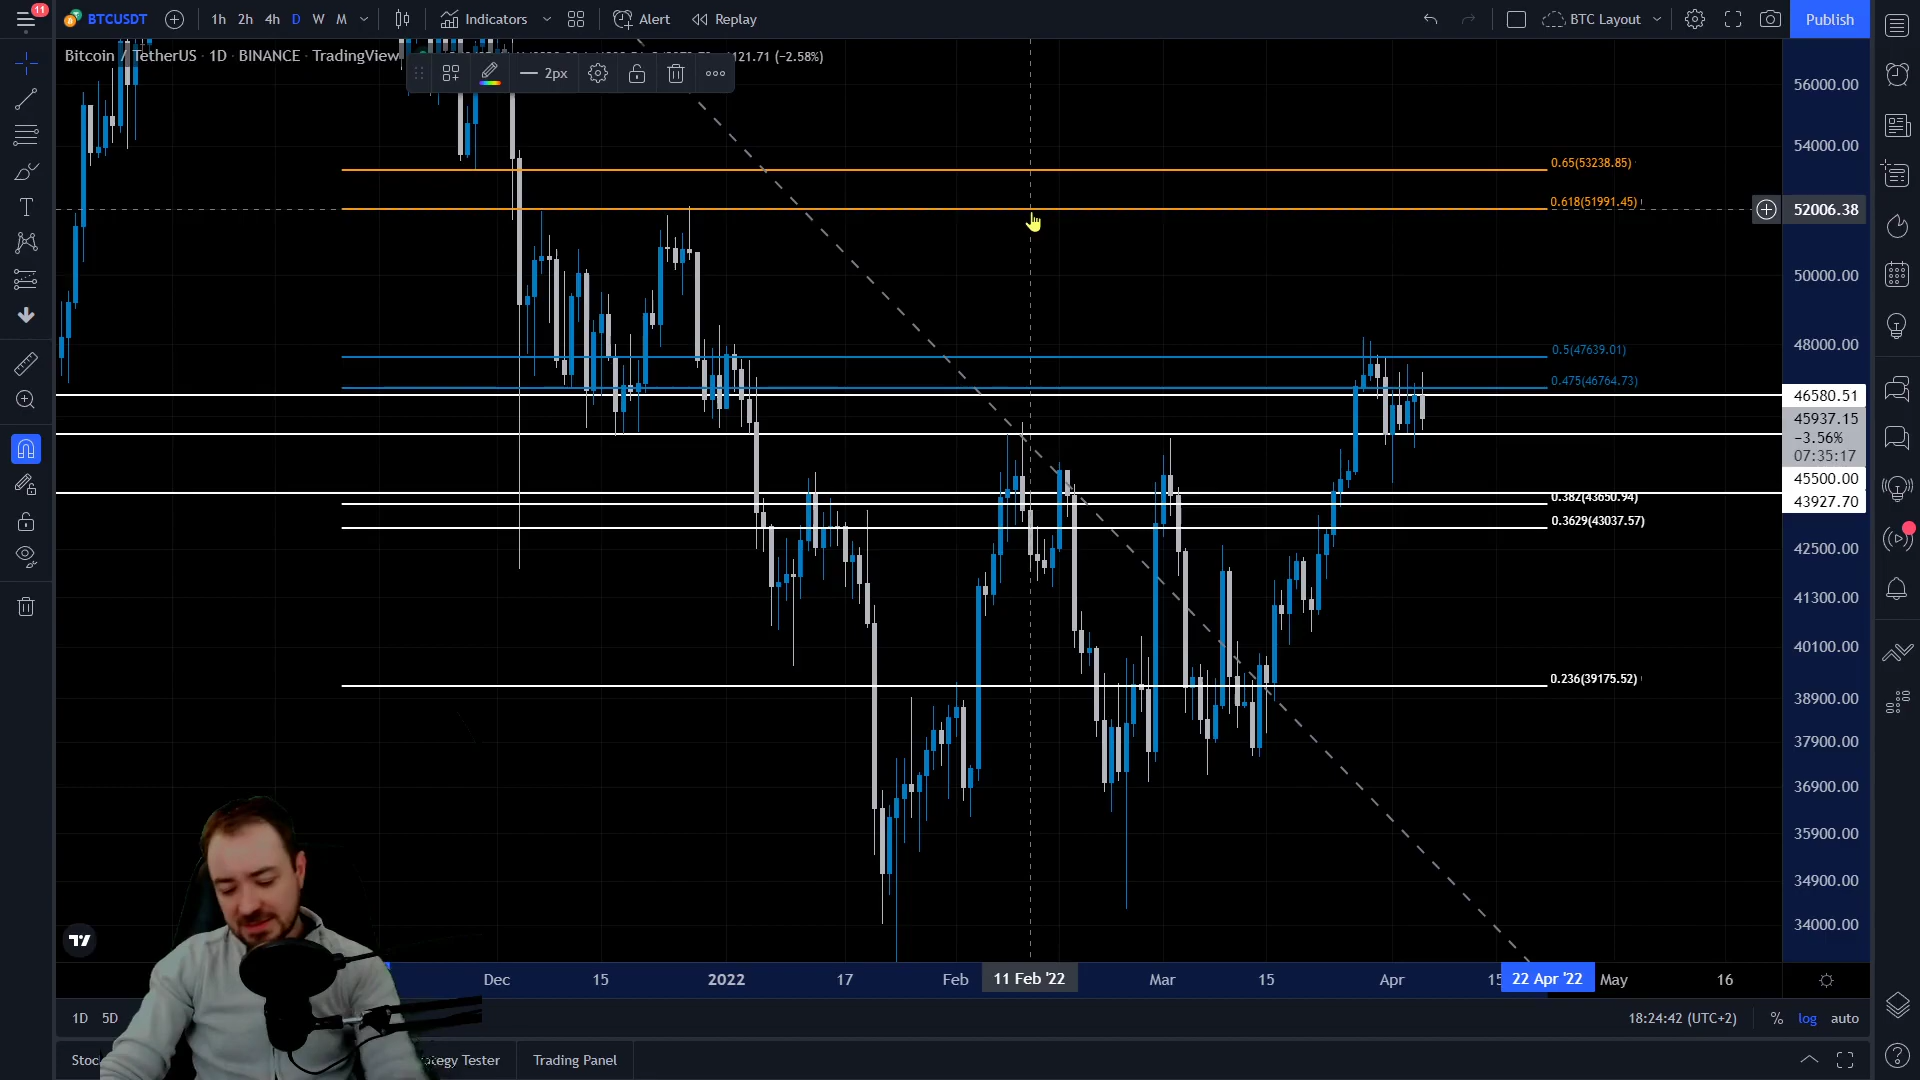 11
BTCUSDT
1h 2h 4h D W M
Indicators
Alert
Replay
BTC Layout
Publish
Bitcoin / TetherUS · 1D · BINANCE · TradingView
121.71 (−2.58%)
2px
56000.00
54000.00
0.65(53238.85)
0.618(51991.45)
52006.38
50000.00
48000.00
0.5(47639.01)
0.475(46764.73)
46580.51
45937.15
−3.56%
07:35:17
45500.00
43927.70
0.382(43650.94)
0.3629(43037.57)
42500.00
41300.00
40100.00
0.236(39175.52)
38900.00
37900.00
36900.00
35900.00
34900.00
34000.00
Dec 15 2022 17 Feb 11 Feb '22 Mar 15 Apr 15 22 Apr '22 May 16
1D 5D
18:24:42 (UTC+2) % log auto
Stoc
ategy Tester
Trading Panel